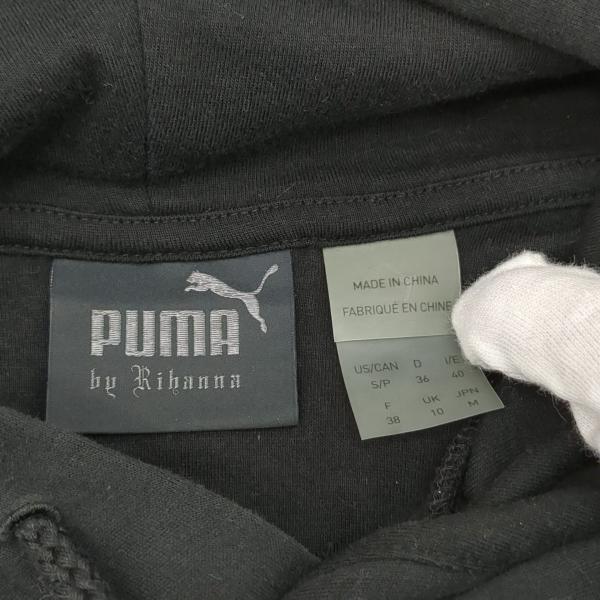 PUMA
by Rihanna
MADE IN CHINA
FABRIQUÉ EN CHINE
US/CAN D I/E
S/P 36 40
F UK JPN
38 10 M